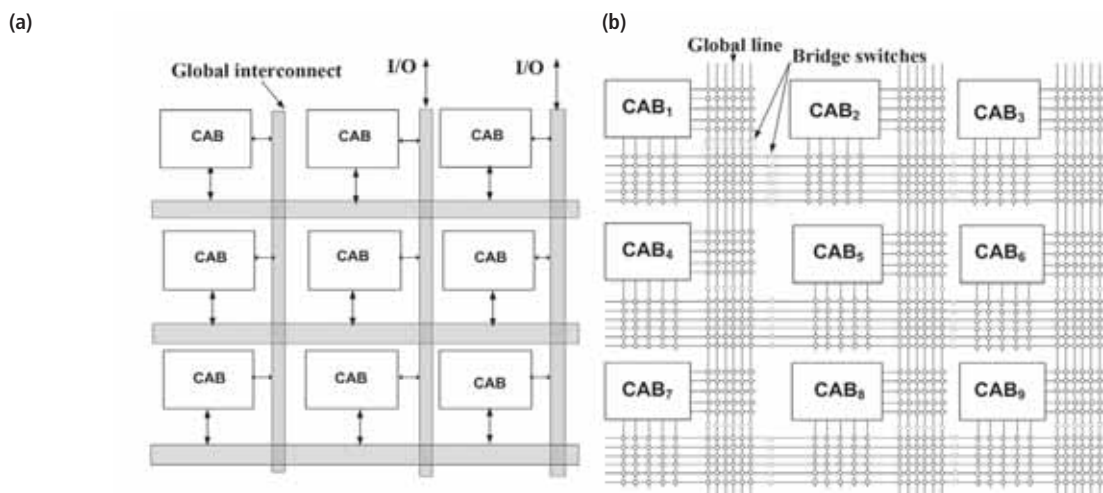 (a)
Global interconnect
I/O
I/O
CAB
CAB
CAB
CAB
CAB
CAB
CAB
CAB
CAB
(b)
Global line
Bridge switches
CAB₁
CAB₂
CAB₃
CAB₄
CAB₅
CAB₆
CAB₇
CAB₈
CAB₉